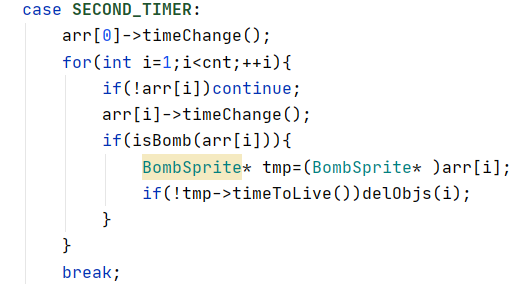 case SECOND_TIMER:
    arr[0]->timeChange();
    for(int i=1;i<cnt;++i){
        if(!arr[i])continue;
        arr[i]->timeChange();
        if(isBomb(arr[i])){
            BombSprite* tmp=(BombSprite* )arr[i];
            if(!tmp->timeToLive())delObjs(i);
        }
    }
    break;